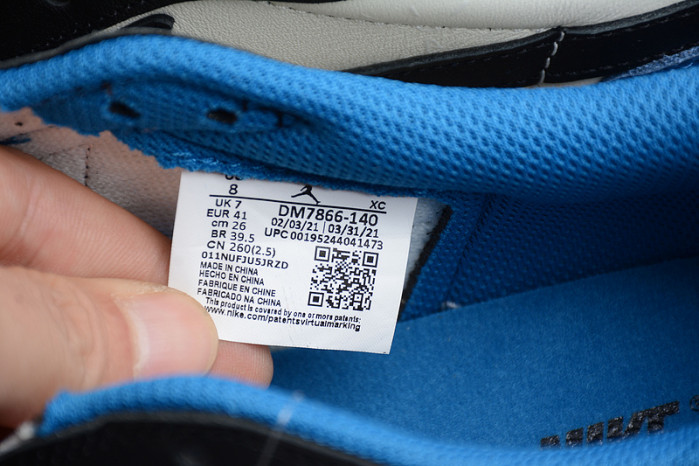 8
UK 7
EUR 41
cm 26
BR 39.5
CN 260(2.5)
XC
DM7866-140
02/03/21 03/31/21
UPC 00195244041473
011NUFJU5JRZD
MADE IN CHINA
HECHO EN CHINA
FABRIQUE EN CHINE
FABRICADO NA CHINA
This product is covered by one or more patents:
www.nike.com/patentsvirtualmarking